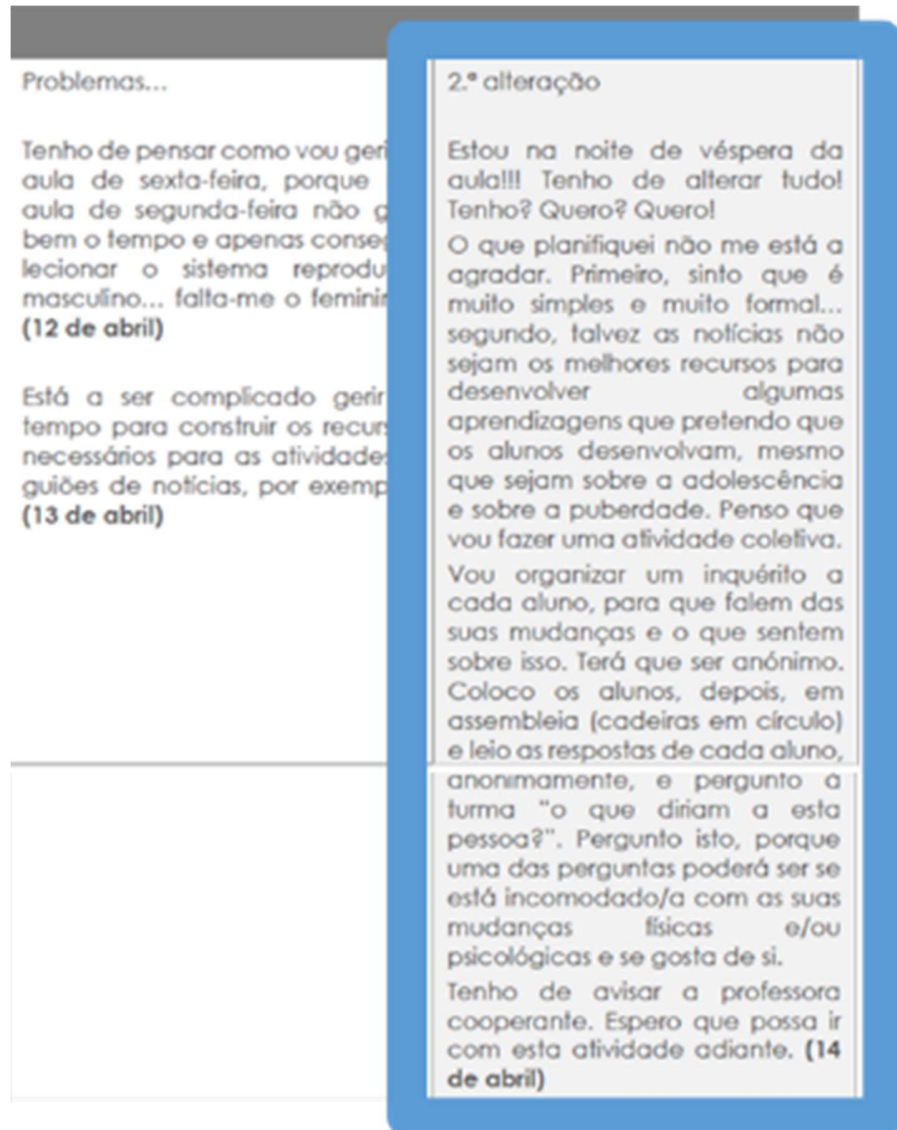 Problemas...
Tenho de pensar como vou geri
aula de sexta-feira, porque
aula de segunda-feira não g
bem o tempo e apenas conse
lecionar o sistema reprodu
masculino... falta-me o feminin
(12 de abril)
Está a ser complicado gerir
tempo para construir os recurs
necessários para as atividades
guiões de notícias, por exemp
(13 de abril)
2.ª alteração
Estou na noite de véspera da
aula!!! Tenho de alterar tudo!
Tenho? Quero? Quero!
O que planifiquei não me está a
agradar. Primeiro, sinto que é
muito simples e muito formal...
segundo, talvez as notícias não
sejam os melhores recursos para
desenvolver algumas
aprendizagens que pretendo que
os alunos desenvolvam, mesmo
que sejam sobre a adolescência
e sobre a puberdade. Penso que
vou fazer uma atividade coletiva.
Vou organizar um inquérito a
cada aluno, para que falem das
suas mudanças e o que sentem
sobre isso. Terá que ser anónimo.
Coloco os alunos, depois, em
assembleia (cadeiras em círculo)
e leio as respostas de cada aluno,
anonimamente, e pergunto à
turma "o que diriam a esta
pessoa?". Pergunto isto, porque
uma das perguntas poderá ser se
está incomodado/a com as suas
mudanças físicas e/ou
psicológicas e se gosta de si.
Tenho de avisar a professora
cooperante. Espero que possa ir
com esta atividade adiante. (14
de abril)